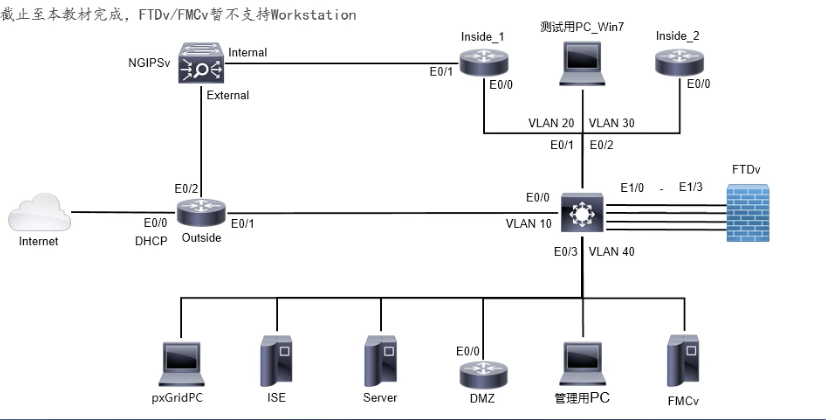 截止至本教材完成，FTDv/FMCv暂不支持Workstation
测试用PC_Win7
Inside_1
Inside_2
Internal
NGIPSv
E0/1
E0/0
E0/0
External
VLAN 20
VLAN 30
E0/1
E0/2
FTDv
E0/2
E0/0
E1/0 - E1/3
E0/0
E0/1
VLAN 10
Internet
DHCP
Outside
E0/3
VLAN 40
E0/0
pxGridPC
ISE
Server
DMZ
管理用PC
FMCv